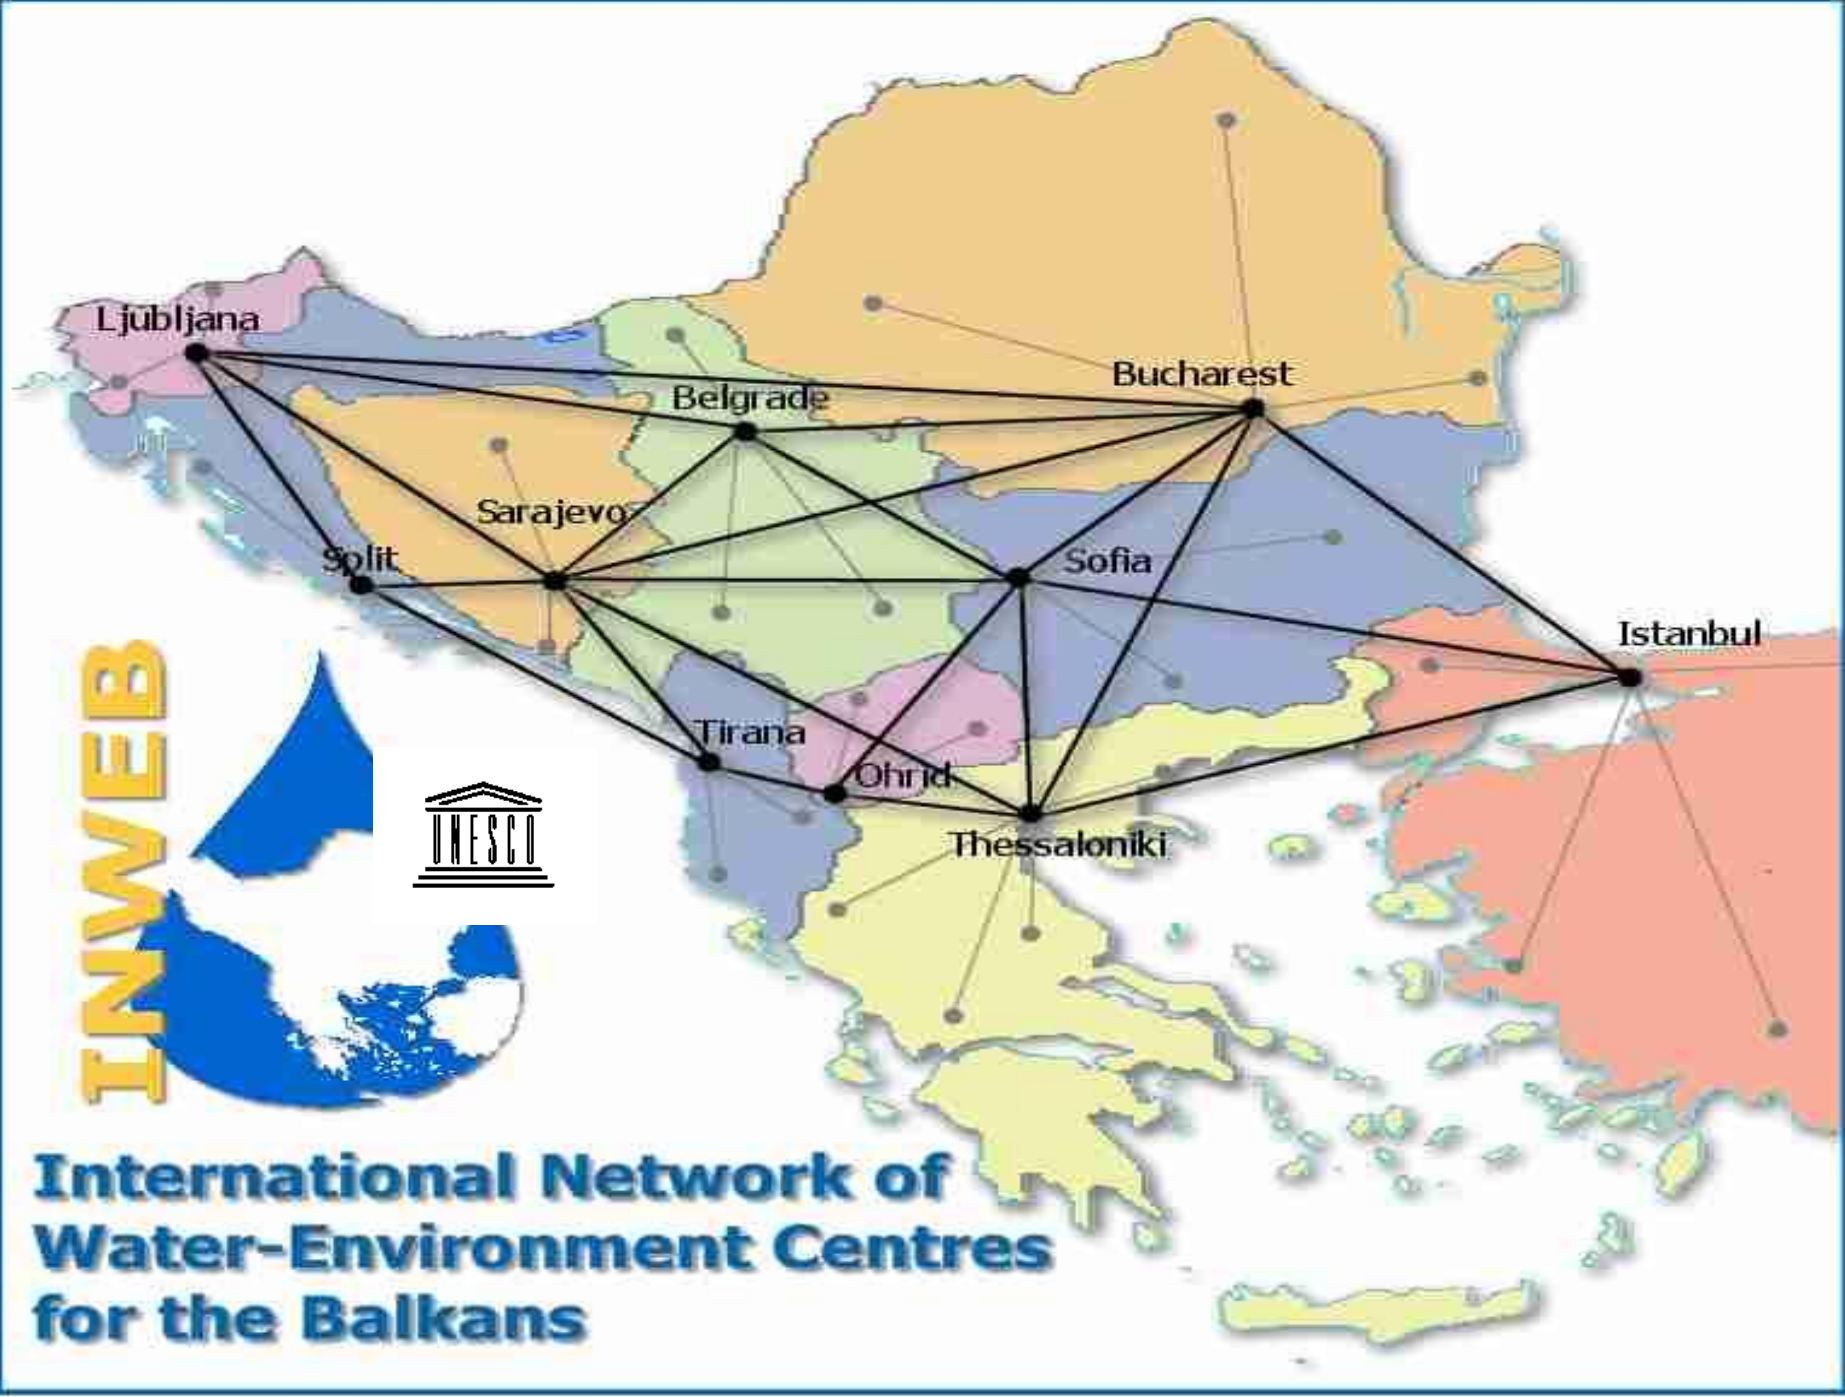 Ljübljana
Bucharest
Belgrade
Sarajevo
Split
Sofia
Istanbul
Tirana
Ohrid
Thessaloniki
INWEB
UNESCO
International Network of
Water-Environment Centres
for the Balkans